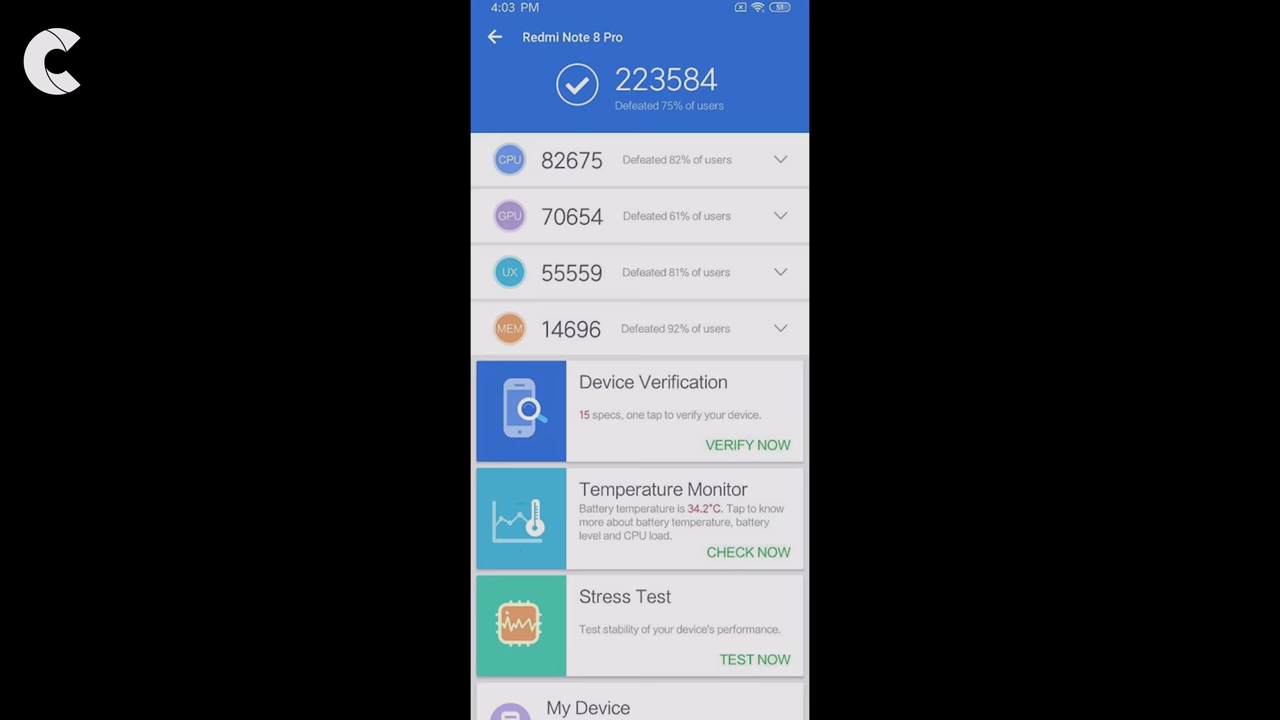 4:03 PM
51
Redmi Note 8 Pro
223584
Defeated 75% of users
CPU 82675 Defeated 82% of users
GPU 70654 Defeated 61% of users
UX 55559 Defeated 81% of users
MEM 14696 Defeated 92% of users
Device Verification
15 specs, one tap to verify your device.
VERIFY NOW
Temperature Monitor
Battery temperature is 34.2°C. Tap to know
more about battery temperature, battery
level and CPU load.
CHECK NOW
Stress Test
Test stability of your device's performance.
TEST NOW
My Device